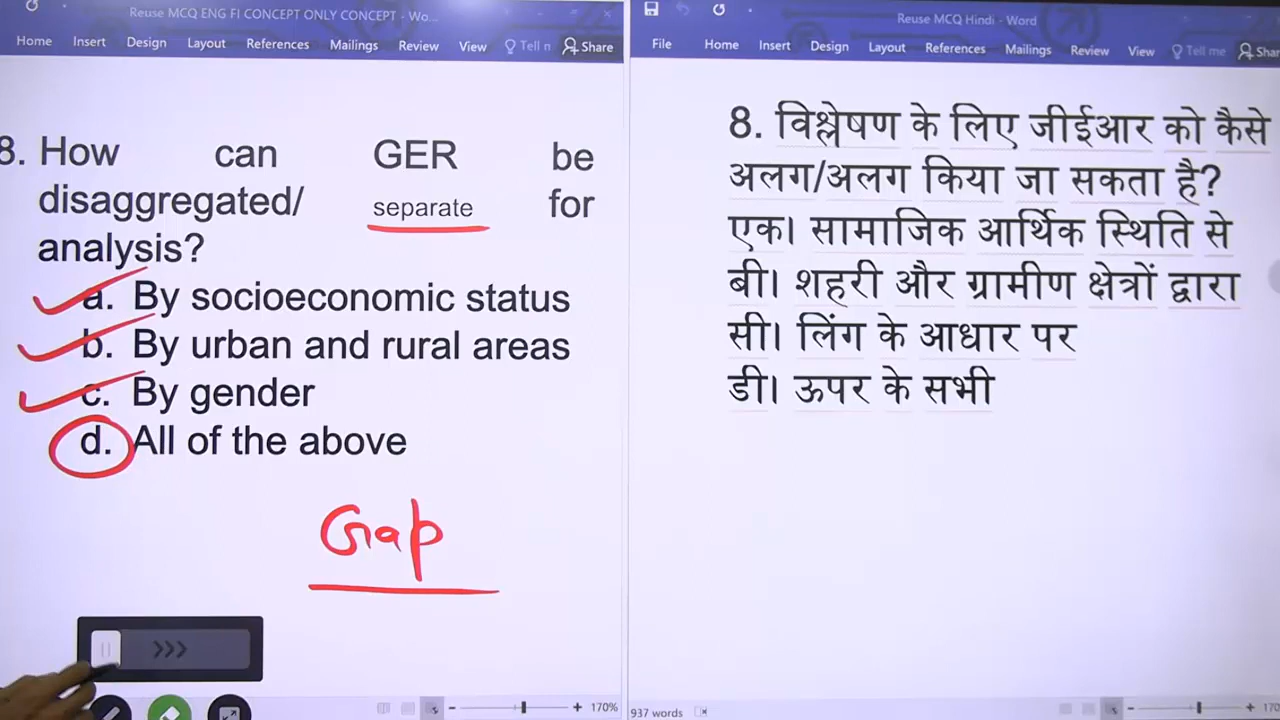 Reuse MCQ ENG FI CONCEPT ONLY CONCEPT - Wo...
Home Insert Design Layout References Mailings Review View Tell n Share
8. How can GER be
disaggregated/ separate for
analysis?
a. By socioeconomic status
b. By urban and rural areas
c. By gender
d. All of the above
Gap
170%
Reuse MCQ Hindi - Word
File Home Insert Design Layout References Mailings Review View Tell me Shar
8. विश्लेषण के लिए जीईआर को कैसे
अलग/अलग किया जा सकता है?
एक। सामाजिक आर्थिक स्थिति से
बी। शहरी और ग्रामीण क्षेत्रों द्वारा
सी। लिंग के आधार पर
डी। ऊपर के सभी
937 words 170